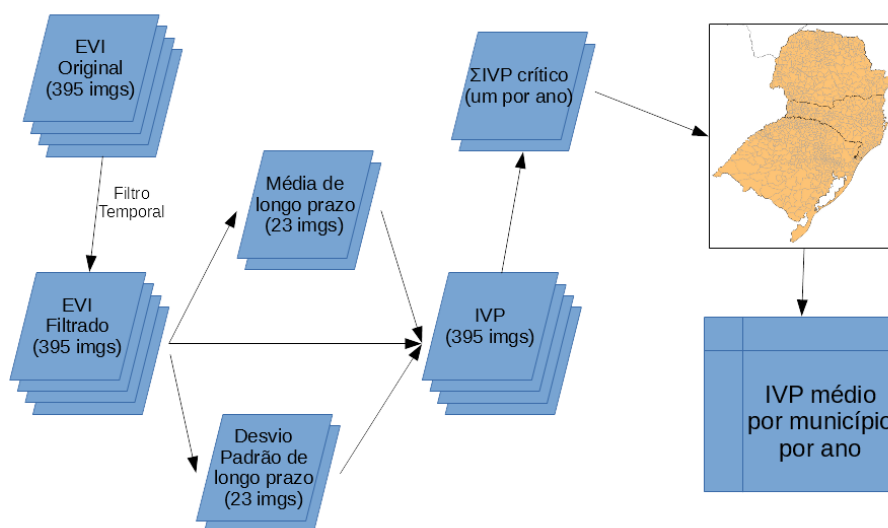 EVI
Original
(395 imgs)
Filtro
Temporal
EVI
Filtrado
(395 imgs)
Média de
longo prazo
(23 imgs)
Desvio
Padrão de
longo prazo
(23 imgs)
IVP
(395 imgs)
ΣIVP crítico
(um por ano)
IVP médio
por município
por ano